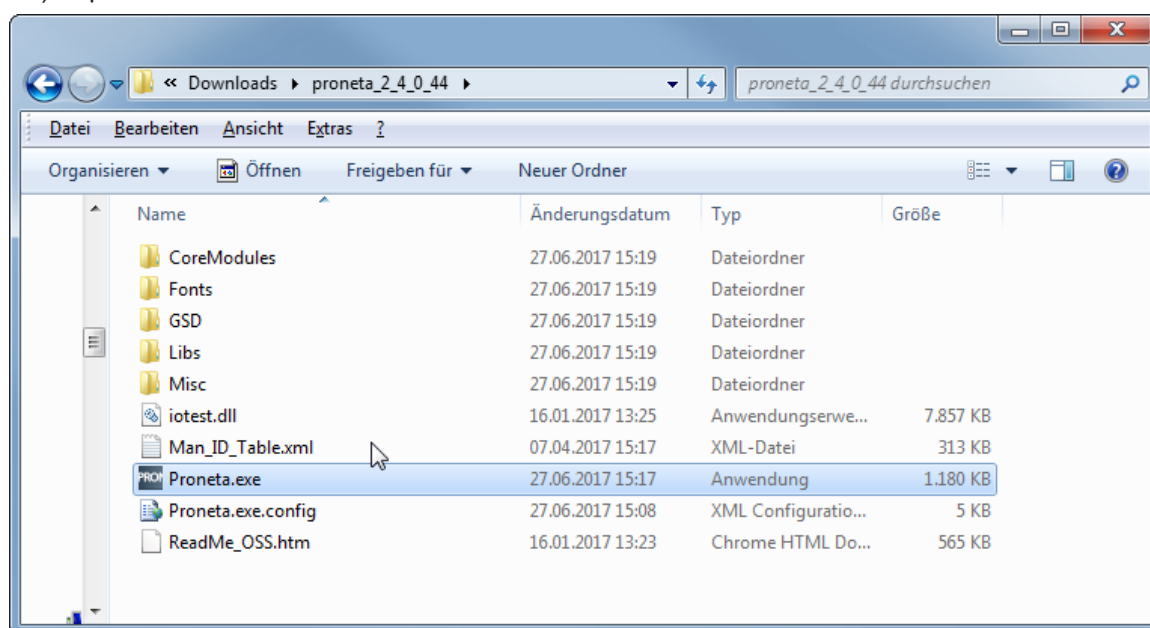 « Downloads ▸ proneta_2_4_0_44 ▸ proneta_2_4_0_44 durchsuchen
Datei Bearbeiten Ansicht Extras ?
Organisieren Öffnen Freigeben für Neuer Ordner
Name Änderungsdatum Typ Größe
CoreModules 27.06.2017 15:19 Dateiordner
Fonts 27.06.2017 15:19 Dateiordner
GSD 27.06.2017 15:19 Dateiordner
Libs 27.06.2017 15:19 Dateiordner
Misc 27.06.2017 15:19 Dateiordner
iotest.dll 16.01.2017 13:25 Anwendungserwe... 7.857 KB
Man_ID_Table.xml 07.04.2017 15:17 XML-Datei 313 KB
Proneta.exe 27.06.2017 15:17 Anwendung 1.180 KB
Proneta.exe.config 27.06.2017 15:08 XML Configuratio... 5 KB
ReadMe_OSS.htm 16.01.2017 13:23 Chrome HTML Do... 565 KB